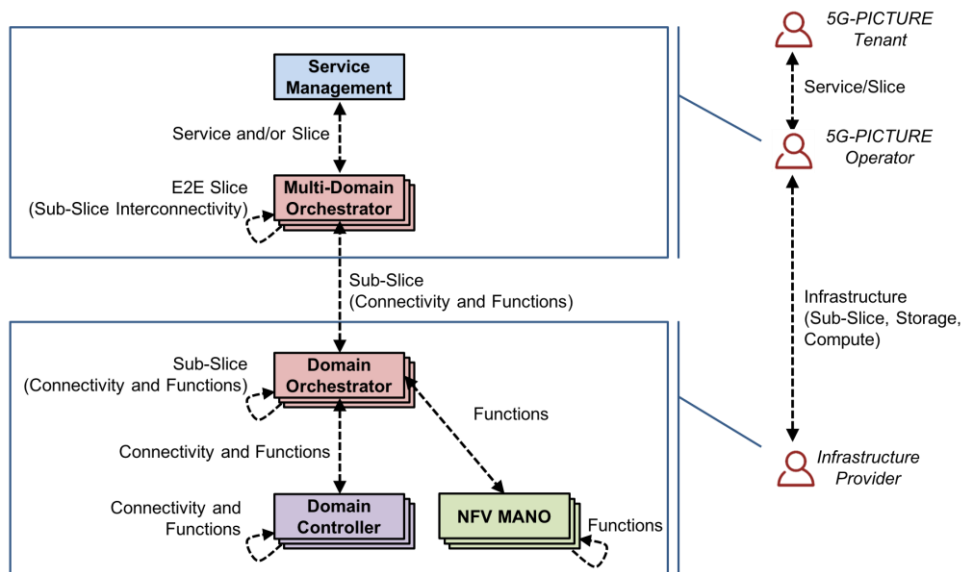 5G-PICTURE
Tenant
Service
Management
Service/Slice
Service and/or Slice
5G-PICTURE
Operator
E2E Slice
(Sub-Slice Interconnectivity)
Multi-Domain
Orchestrator
Sub-Slice
(Connectivity and Functions)
Infrastructure
(Sub-Slice, Storage,
Compute)
Sub-Slice
(Connectivity and Functions)
Domain
Orchestrator
Functions
Connectivity and Functions
Infrastructure
Provider
Connectivity and
Functions
Domain
Controller
NFV MANO
Functions